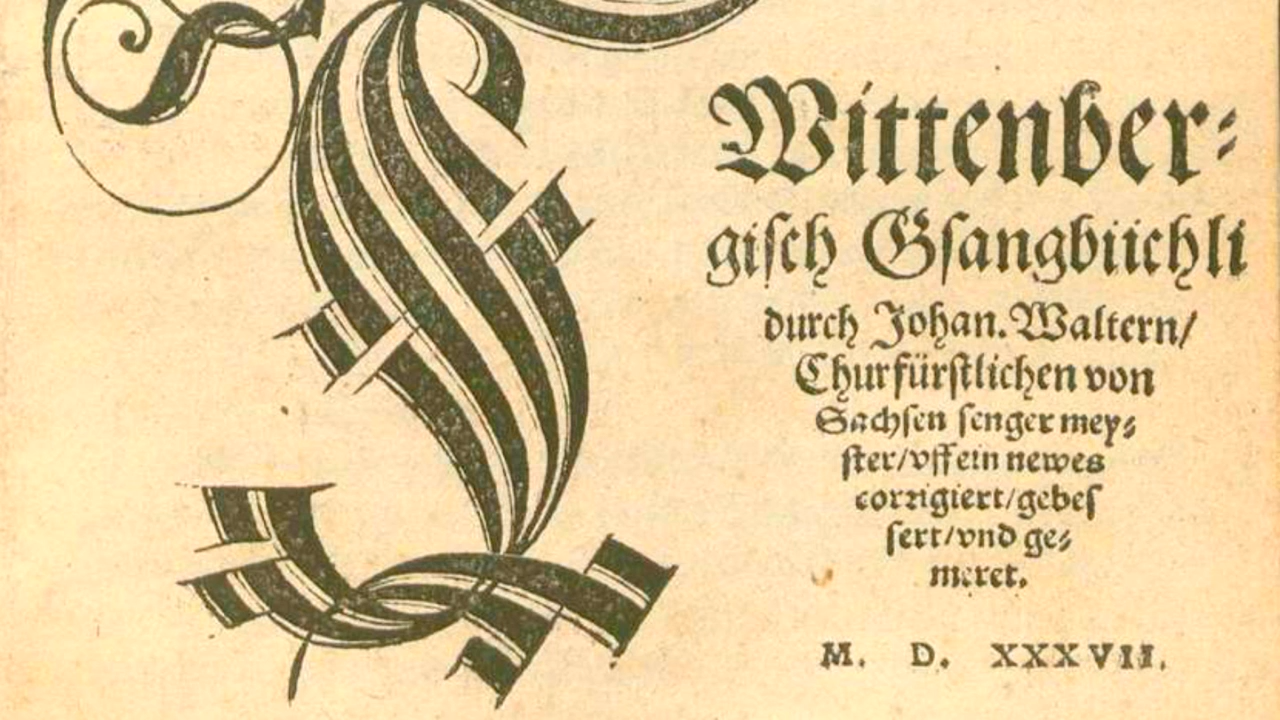 Wittenber⸗
giſch Gſangbüchli
durch Johan. Waltern/
Churfürſtlichen von
Sachſen ſenger mey⸗
ſter/vff ein newes
corrigiert/gebeſ
ſert/vnd ge⸗
meret.
M. D. XXXVII.